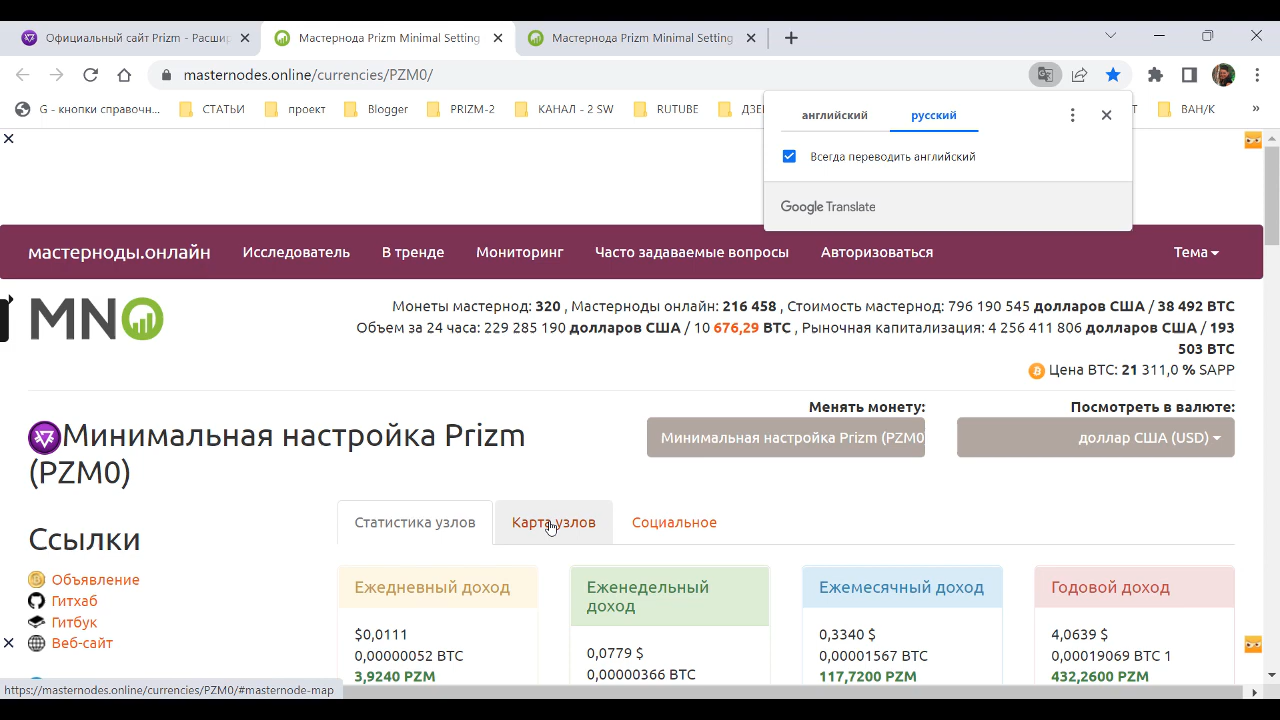 Официальный сайт Prizm - Расшир
Мастернода Prizm Minimal Setting
Мастернода Prizm Minimal Setting
masternodes.online/currencies/PZM0/
G - кнопки справочн...
СТАТЬИ
проект
Blogger
PRIZM-2
КАНАЛ - 2 SW
RUTUBE
ДЗЕ
Т
ВАН/К
английский
русский
Всегда переводить английский
Google Translate
мастерноды.онлайн
Исследователь
В тренде
Мониторинг
Часто задаваемые вопросы
Авторизоваться
Тема
MNO
Монеты мастернод: 320 , Мастерноды онлайн: 216 458 , Стоимость мастернод: 796 190 545 долларов США / 38 492 BTC
Объем за 24 часа: 229 285 190 долларов США / 10 676,29 BTC , Рыночная капитализация: 4 256 411 806 долларов США / 193
503 BTC
Цена BTC: 21 311,0 % SAPP
Менять монету:
Посмотреть в валюте:
Минимальная настройка Prizm
(PZM0)
Минимальная настройка Prizm (PZM0
доллар США (USD)
Статистика узлов
Карта узлов
Социальное
Ссылки
Объявление
Гитхаб
Гитбук
Веб-сайт
Ежедневный доход
$0,0111
0,00000052 BTC
3,9240 PZM
Еженедельный
доход
0,0779 $
0,00000366 BTC
Ежемесячный доход
0,3340 $
0,00001567 BTC
117,7200 PZM
Годовой доход
4,0639 $
0,00019069 BTC 1
432,2600 PZM
https://masternodes.online/currencies/PZM0/#masternode-map